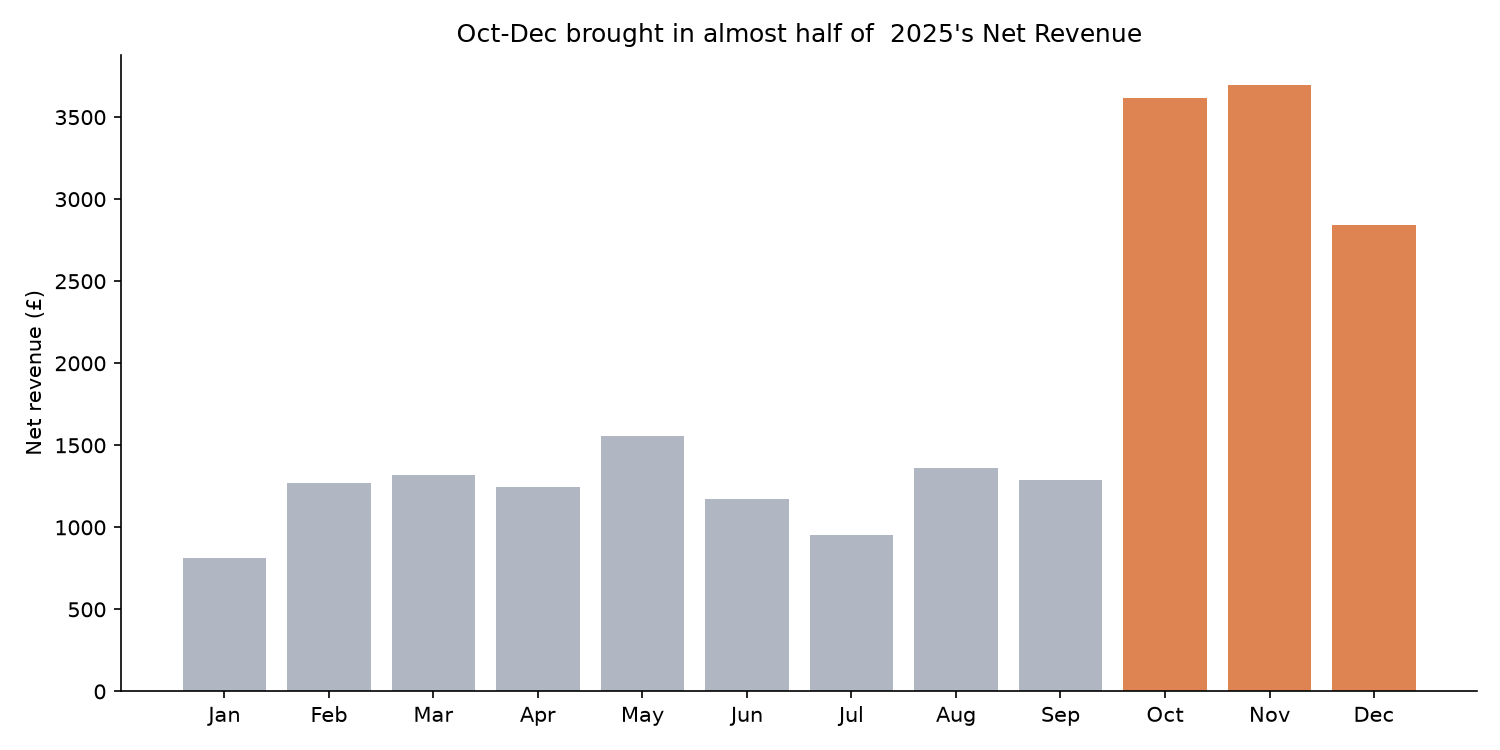 Oct-Dec brought in almost half of  2025's Net Revenue
Net revenue (£)
3500
3000
2500
2000
1500
1000
500
0
Jan Feb Mar Apr May Jun Jul Aug Sep Oct Nov Dec